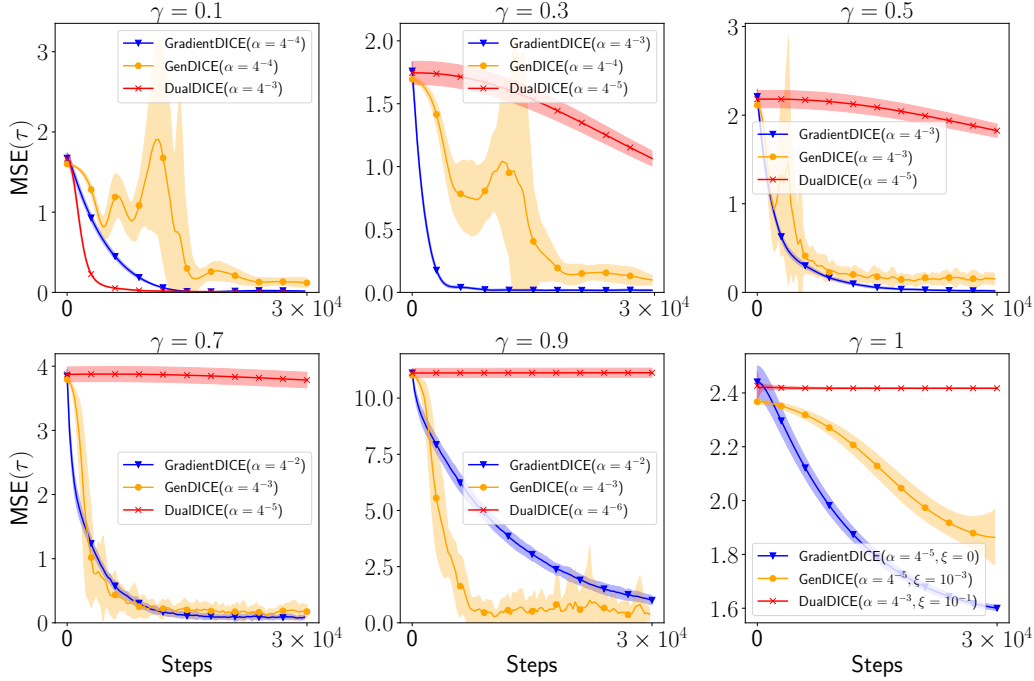 γ = 0.1
γ = 0.3
γ = 0.5
MSE(τ)
3
2
1
0
GradientDICE(α = 4⁻⁴)
GenDICE(α = 4⁻⁴)
DualDICE(α = 4⁻³)
0
3 × 10⁴
2.0
1.5
1.0
0.5
0.0
GradientDICE(α = 4⁻³)
GenDICE(α = 4⁻⁴)
DualDICE(α = 4⁻⁵)
0
3 × 10⁴
2
1
0
GradientDICE(α = 4⁻³)
GenDICE(α = 4⁻³)
DualDICE(α = 4⁻⁵)
0
3 × 10⁴
γ = 0.7
γ = 0.9
γ = 1
MSE(τ)
4
3
2
1
0
GradientDICE(α = 4⁻²)
GenDICE(α = 4⁻³)
DualDICE(α = 4⁻⁵)
0
3 × 10⁴
Steps
10.0
7.5
5.0
2.5
0.0
GradientDICE(α = 4⁻²)
GenDICE(α = 4⁻³)
DualDICE(α = 4⁻⁶)
0
3 × 10⁴
Steps
2.4
2.2
2.0
1.8
1.6
GradientDICE(α = 4⁻⁵, ξ = 0)
GenDICE(α = 4⁻⁵, ξ = 10⁻³)
DualDICE(α = 4⁻³, ξ = 10⁻¹)
0
3 × 10⁴
Steps